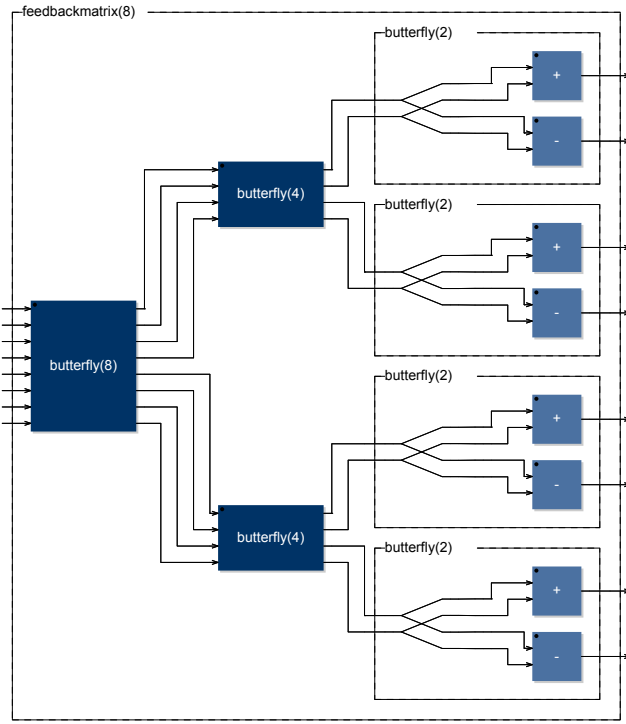 feedbackmatrix(8)
butterfly(2)
+
-
butterfly(4)
butterfly(2)
+
-
butterfly(8)
butterfly(2)
+
-
butterfly(4)
butterfly(2)
+
-